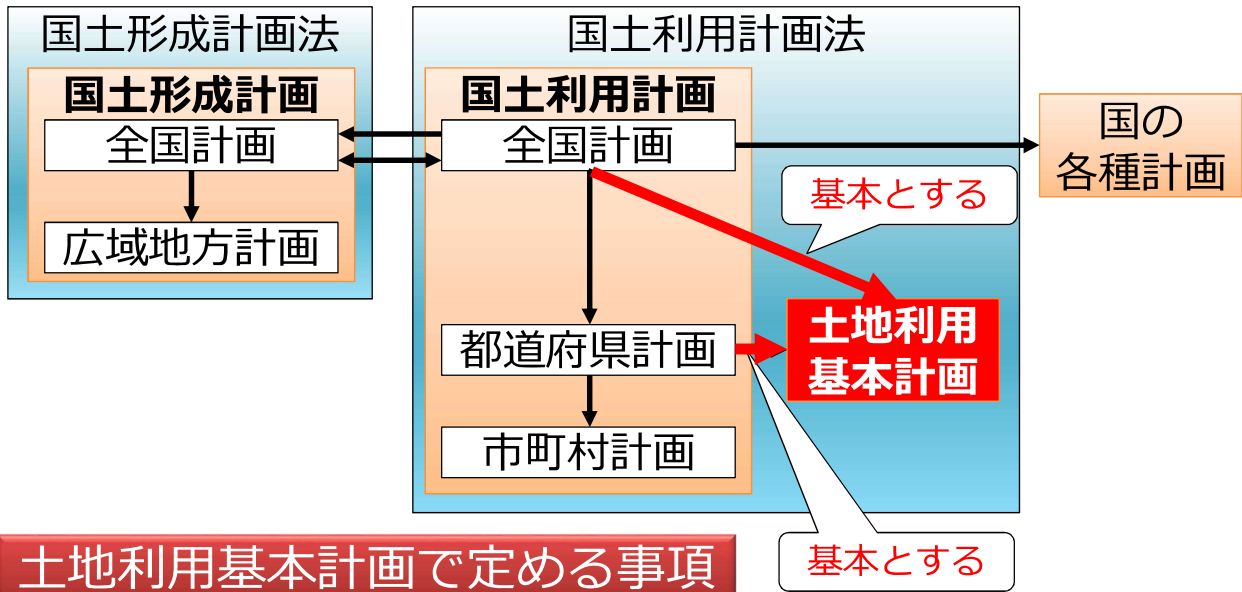 国土形成計画法
国土形成計画
全国計画
広域地方計画
国土利用計画法
国土利用計画
全国計画
都道府県計画
市町村計画
国の
各種計画
基本とする
土地利用
基本計画
基本とする
土地利用基本計画で定める事項